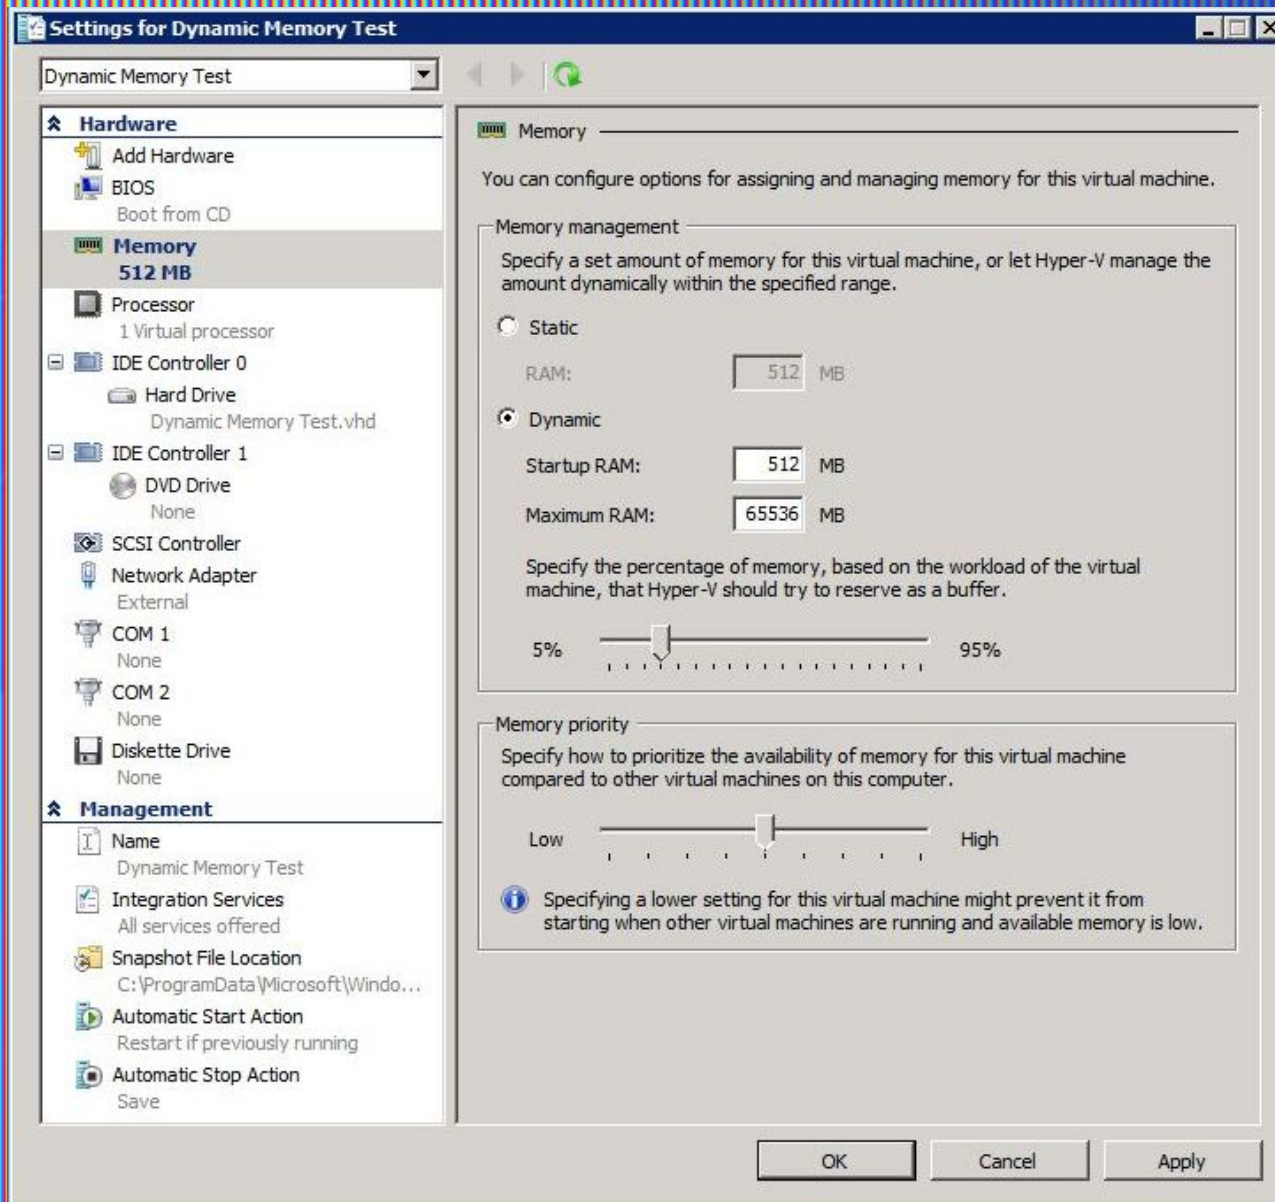 Settings for Dynamic Memory Test
Dynamic Memory Test
Hardware
Add Hardware
BIOS
Boot from CD
Memory
512 MB
Processor
1 Virtual processor
IDE Controller 0
Hard Drive
Dynamic Memory Test.vhd
IDE Controller 1
DVD Drive
None
SCSI Controller
Network Adapter
External
COM 1
None
COM 2
None
Diskette Drive
None
Management
Name
Dynamic Memory Test
Integration Services
All services offered
Snapshot File Location
C:\ProgramData\Microsoft\Windo...
Automatic Start Action
Restart if previously running
Automatic Stop Action
Save
Memory
You can configure options for assigning and managing memory for this virtual machine.
Memory management
Specify a set amount of memory for this virtual machine, or let Hyper-V manage the
amount dynamically within the specified range.
Static
RAM: 512 MB
Dynamic
Startup RAM: 512 MB
Maximum RAM: 65536 MB
Specify the percentage of memory, based on the workload of the virtual
machine, that Hyper-V should try to reserve as a buffer.
5% 95%
Memory priority
Specify how to prioritize the availability of memory for this virtual machine
compared to other virtual machines on this computer.
Low High
Specifying a lower setting for this virtual machine might prevent it from
starting when other virtual machines are running and available memory is low.
OK Cancel Apply